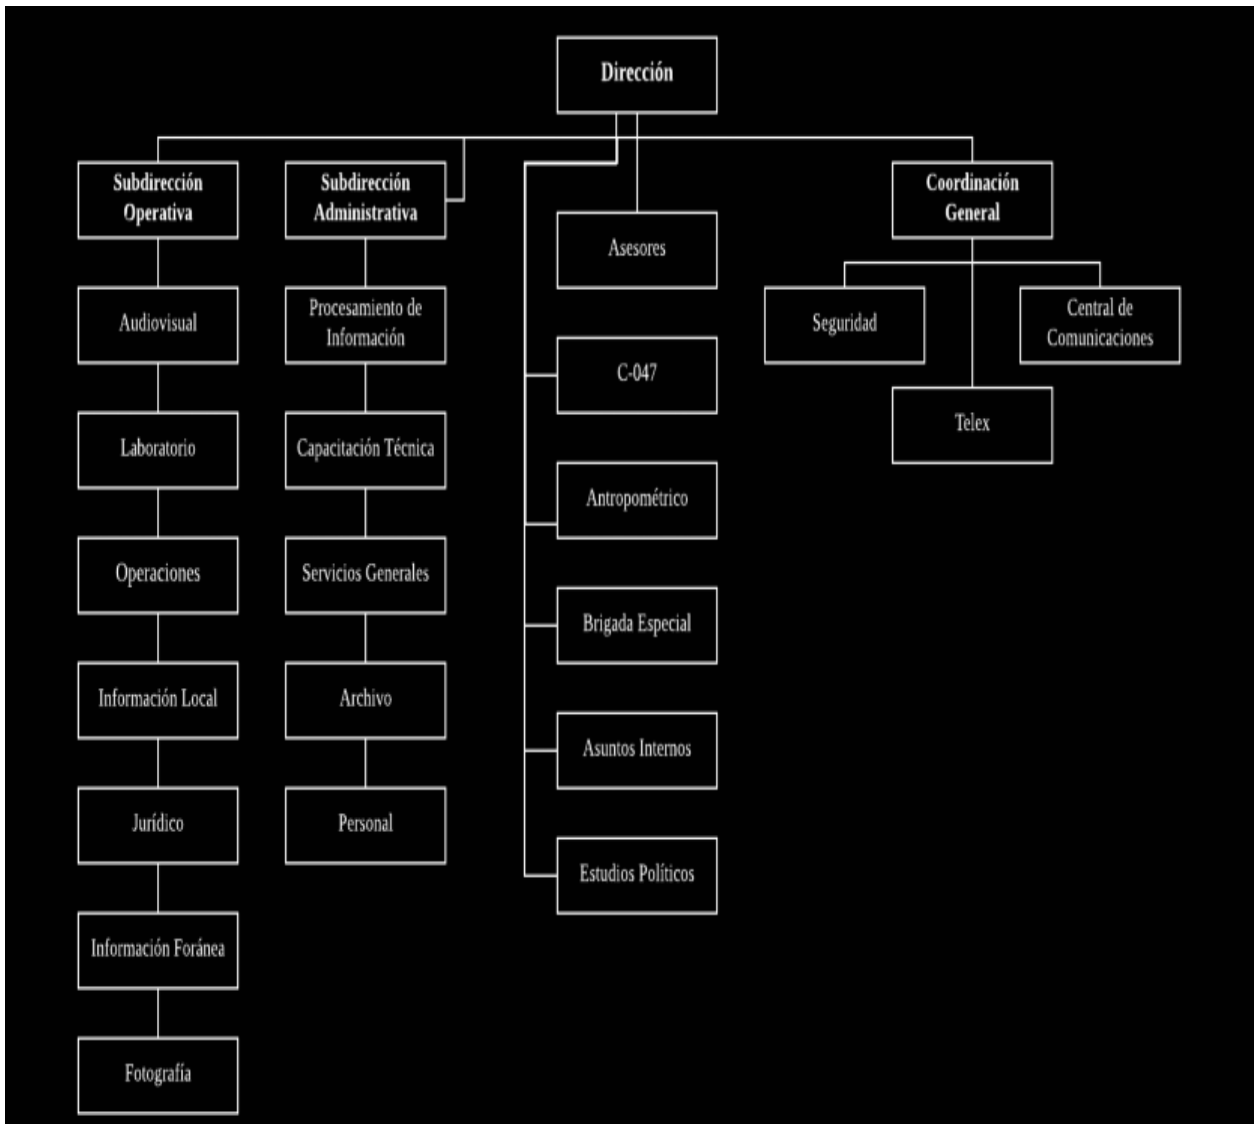 Dirección
Subdirección
Operativa
Audiovisual
Laboratorio
Operaciones
Información Local
Jurídico
Información Foránea
Fotografía
Subdirección
Administrativa
Procesamiento de
Información
Capacitación Técnica
Servicios Generales
Archivo
Personal
Asesores
C-047
Antropométrico
Brigada Especial
Asuntos Internos
Estudios Políticos
Coordinación
General
Seguridad
Telex
Central de
Comunicaciones